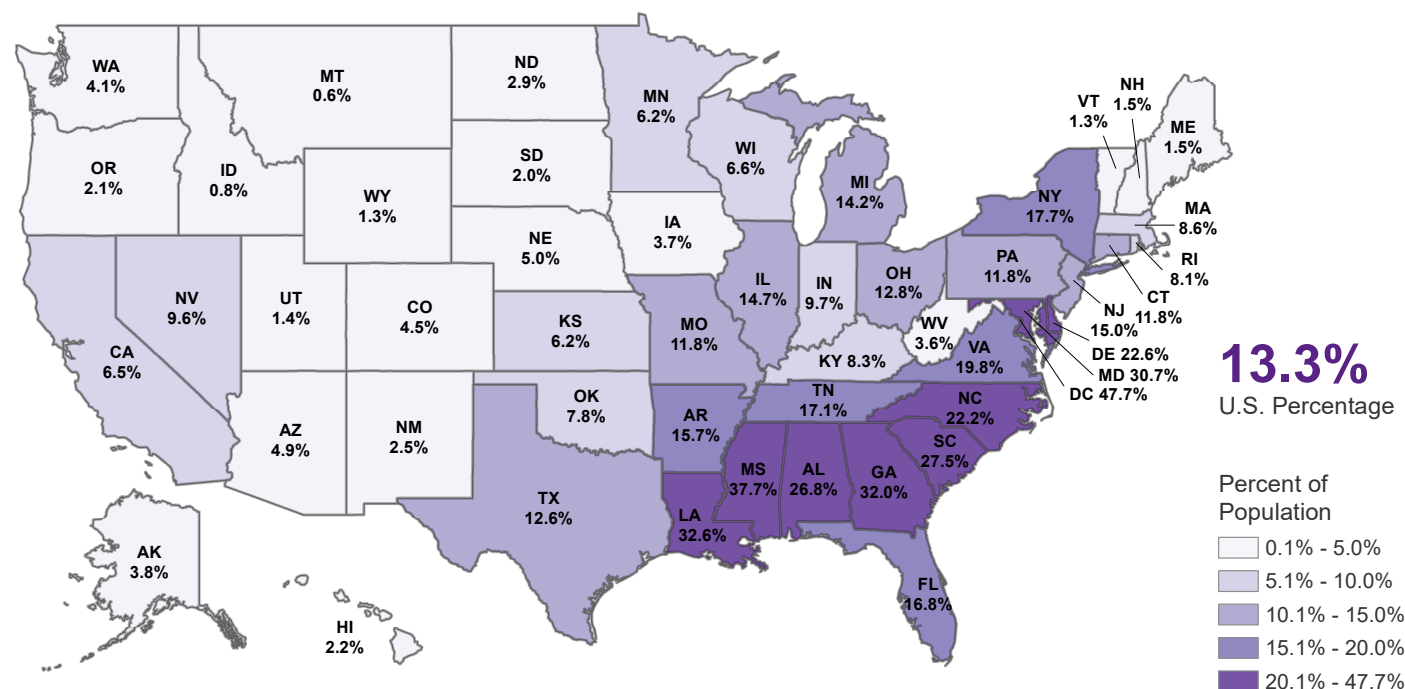 WA
4.1%
MT
0.6%
ND
2.9%
MN
6.2%
VT
1.3%
NH
1.5%
ME
1.5%
OR
2.1%
ID
0.8%
SD
2.0%
WI
6.6%
MI
14.2%
NY
17.7%
MA
8.6%
WY
1.3%
IA
3.7%
NE
5.0%
PA
11.8%
RI
8.1%
NV
9.6%
UT
1.4%
CO
4.5%
IL
14.7%
IN
9.7%
OH
12.8%
CT
11.8%
NJ
15.0%
KS
6.2%
MO
11.8%
WV
3.6%
VA
19.8%
DE 22.6%
MD 30.7%
DC 47.7%
CA
6.5%
KY 8.3%
TN
17.1%
NC
22.2%
OK
7.8%
AR
15.7%
SC
27.5%
AZ
4.9%
NM
2.5%
MS
37.7%
AL
26.8%
GA
32.0%
TX
12.6%
LA
32.6%
AK
3.8%
FL
16.8%
HI
2.2%
13.3%
U.S. Percentage
Percent of
Population
0.1% - 5.0%
5.1% - 10.0%
10.1% - 15.0%
15.1% - 20.0%
20.1% - 47.7%